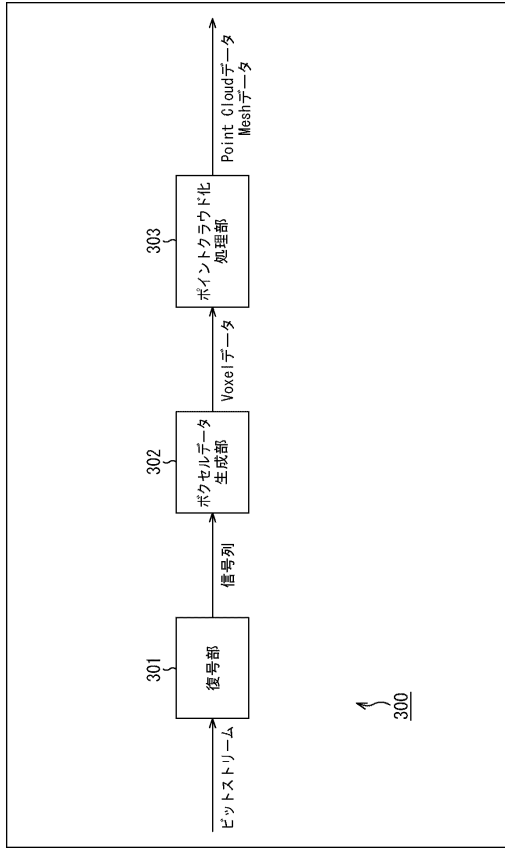 ビットストリーム
301
復号部
信号列
302
ボクセルデータ
生成部
Voxelデータ
303
ポイントクラウド化
処理部
Point Cloudデータ
Meshデータ
300